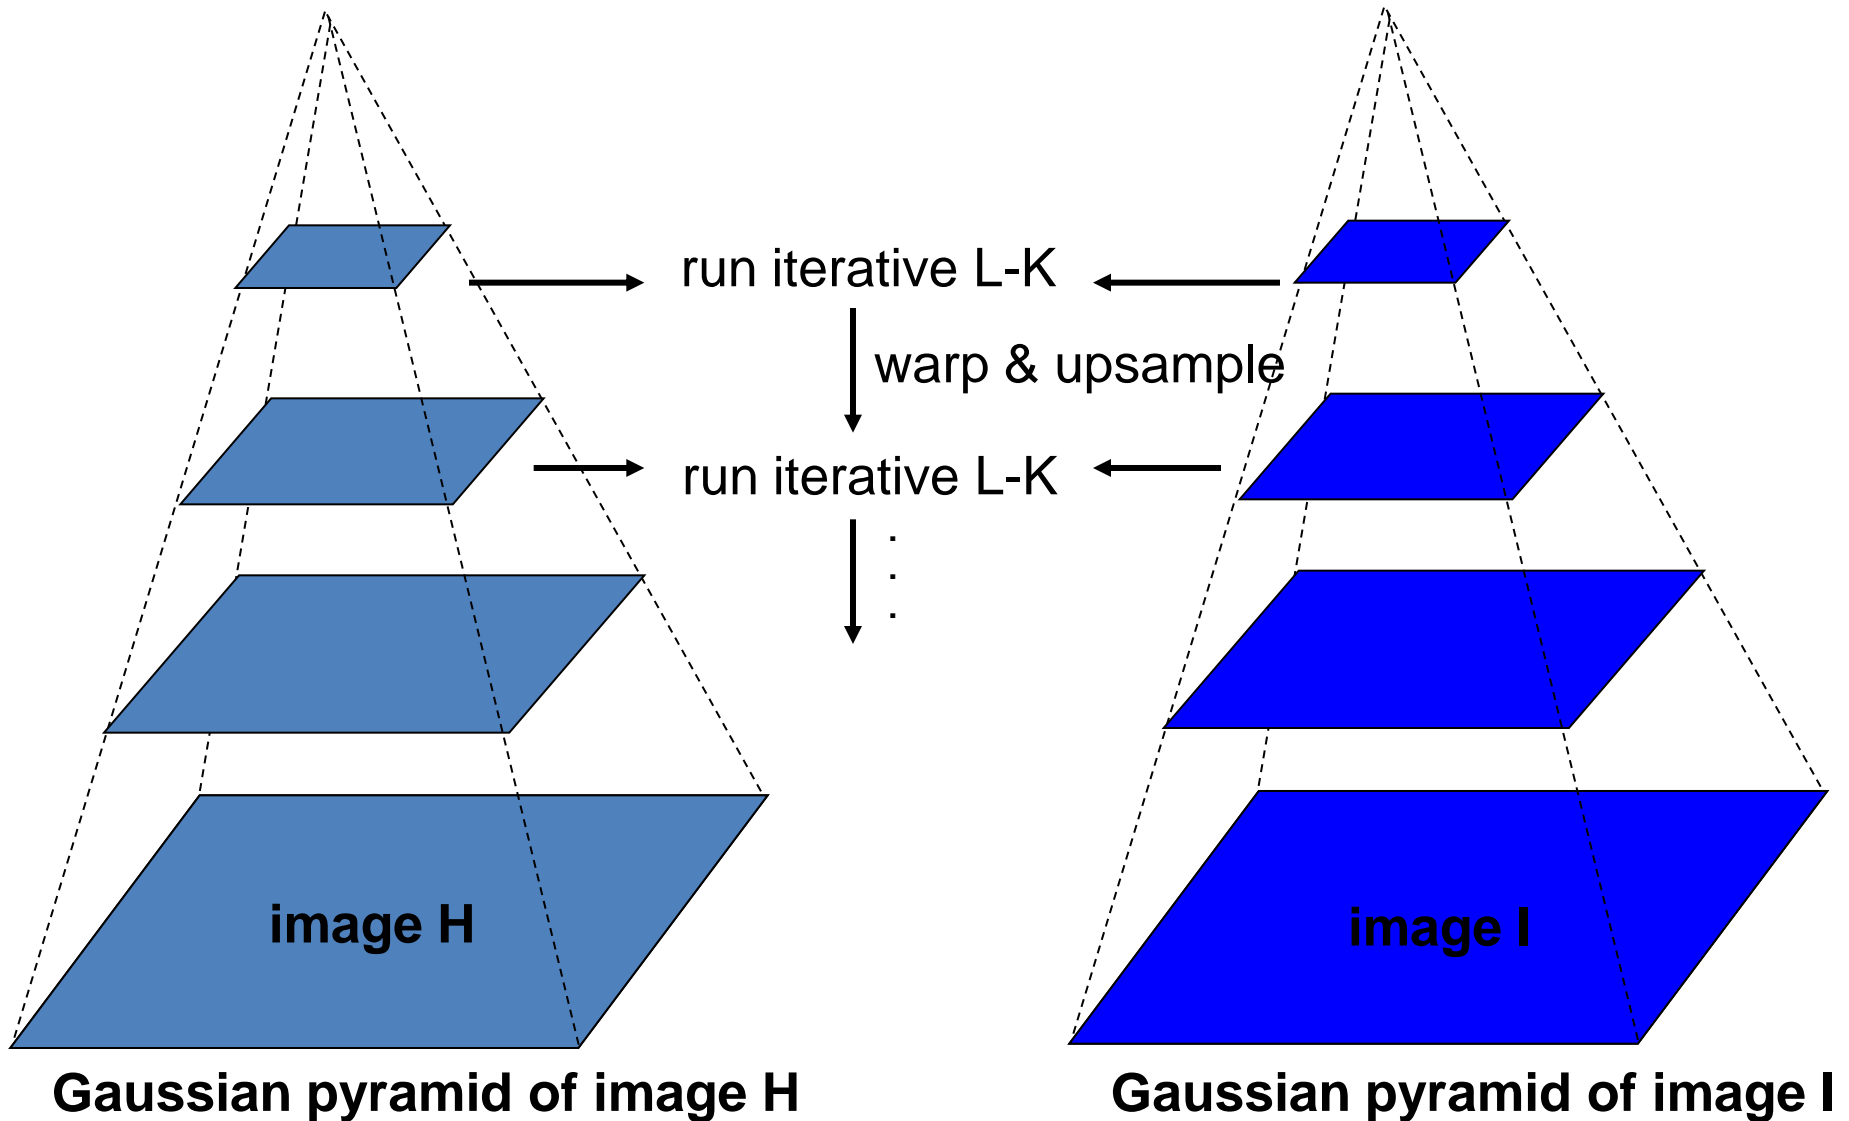 run iterative L-K
warp & upsample
run iterative L-K
.
.
.
image H
image I
Gaussian pyramid of image H
Gaussian pyramid of image I